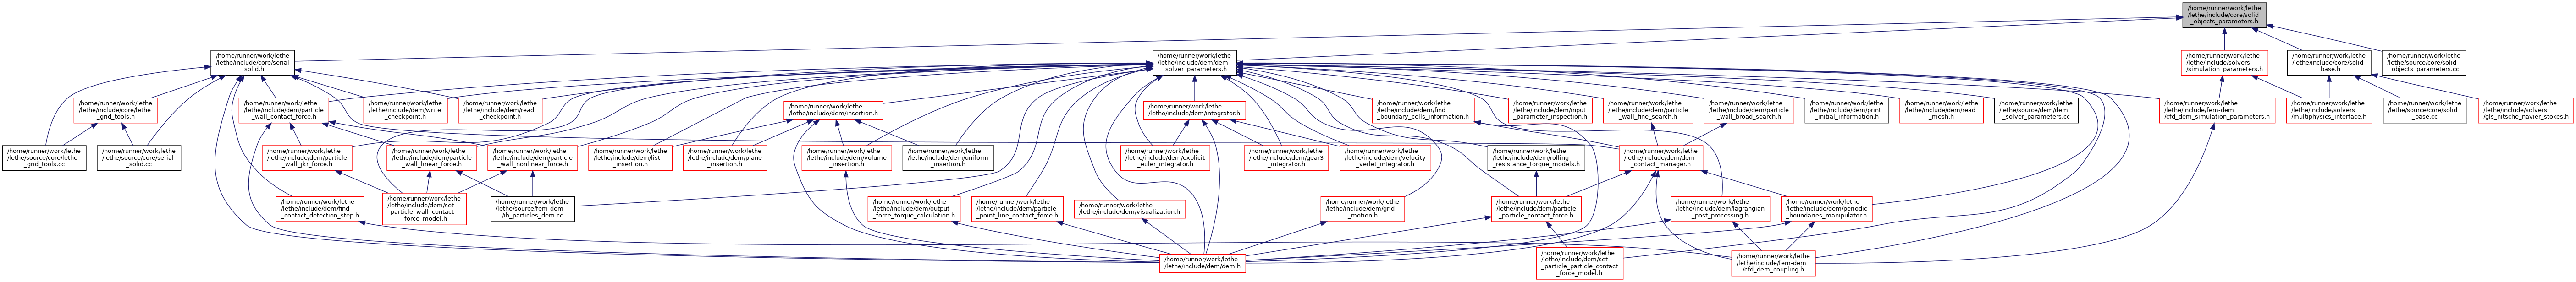 /home/runner/work/lethe
/lethe/include/core/solid
_objects_parameters.h
/home/runner/work/lethe
/lethe/include/core/serial
_solid.h
/home/runner/work/lethe
/lethe/include/dem/dem
_solver_parameters.h
/home/runner/work/lethe
/lethe/include/solvers
/simulation_parameters.h
/home/runner/work/lethe
/lethe/include/core/solid
_base.h
/home/runner/work/lethe
/lethe/source/core/solid
_objects_parameters.cc
/home/runner/work/lethe
/lethe/include/core/lethe
_grid_tools.h
/home/runner/work/lethe
/lethe/include/dem/particle
_wall_contact_force.h
/home/runner/work/lethe
/lethe/include/dem/write
_checkpoint.h
/home/runner/work/lethe
/lethe/include/dem/read
_checkpoint.h
/home/runner/work/lethe
/lethe/include/dem/insertion.h
/home/runner/work/lethe
/lethe/include/dem/integrator.h
/home/runner/work/lethe
/lethe/include/dem/find
_boundary_cells_information.h
/home/runner/work/lethe
/lethe/include/dem/input
_parameter_inspection.h
/home/runner/work/lethe
/lethe/include/dem/particle
_wall_fine_search.h
/home/runner/work/lethe
/lethe/include/dem/particle
_wall_broad_search.h
/home/runner/work/lethe
/lethe/include/dem/print
_initial_information.h
/home/runner/work/lethe
/lethe/include/dem/read
_mesh.h
/home/runner/work/lethe
/lethe/source/dem/dem
_solver_parameters.cc
/home/runner/work/lethe
/lethe/include/fem-dem
/cfd_dem_simulation_parameters.h
/home/runner/work/lethe
/lethe/include/solvers
/multiphysics_interface.h
/home/runner/work/lethe
/lethe/source/core/solid
_base.cc
/home/runner/work/lethe
/lethe/include/solvers
/gls_nitsche_navier_stokes.h
/home/runner/work/lethe
/lethe/source/core/lethe
_grid_tools.cc
/home/runner/work/lethe
/lethe/source/core/serial
_solid.cc
/home/runner/work/lethe
/lethe/include/dem/particle
_wall_jkr_force.h
/home/runner/work/lethe
/lethe/include/dem/particle
_wall_linear_force.h
/home/runner/work/lethe
/lethe/include/dem/particle
_wall_nonlinear_force.h
/home/runner/work/lethe
/lethe/include/dem/list
_insertion.h
/home/runner/work/lethe
/lethe/include/dem/plane
_insertion.h
/home/runner/work/lethe
/lethe/include/dem/volume
_insertion.h
/home/runner/work/lethe
/lethe/include/dem/uniform
_insertion.h
/home/runner/work/lethe
/lethe/include/dem/explicit
_euler_integrator.h
/home/runner/work/lethe
/lethe/include/dem/gear3
_integrator.h
/home/runner/work/lethe
/lethe/include/dem/velocity
_verlet_integrator.h
/home/runner/work/lethe
/lethe/include/dem/rolling
_resistance_torque_models.h
/home/runner/work/lethe
/lethe/include/dem/dem
_contact_manager.h
/home/runner/work/lethe
/lethe/include/dem/find
_contact_detection_step.h
/home/runner/work/lethe
/lethe/include/dem/set
_particle_wall_contact
_force_model.h
/home/runner/work/lethe
/lethe/source/fem-dem
/ib_particles_dem.cc
/home/runner/work/lethe
/lethe/include/dem/output
_force_torque_calculation.h
/home/runner/work/lethe
/lethe/include/dem/particle
_point_line_contact_force.h
/home/runner/work/lethe
/lethe/include/dem/visualization.h
/home/runner/work/lethe
/lethe/include/dem/grid
_motion.h
/home/runner/work/lethe
/lethe/include/dem/particle
_particle_contact_force.h
/home/runner/work/lethe
/lethe/include/dem/lagrangian
_post_processing.h
/home/runner/work/lethe
/lethe/include/dem/periodic
_boundaries_manipulator.h
/home/runner/work/lethe
/lethe/include/dem/dem.h
/home/runner/work/lethe
/lethe/include/dem/set
_particle_particle_contact
_force_model.h
/home/runner/work/lethe
/lethe/include/fem-dem
/cfd_dem_coupling.h